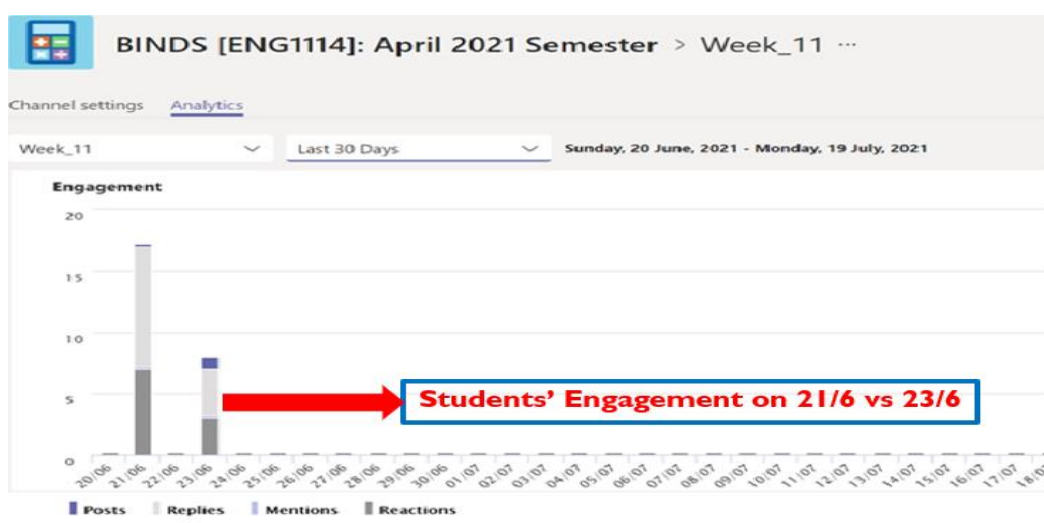 BINDS [ENG1114]: April 2021 Semester > Week_11 ...
Channel settings Analytics
Week_11 Last 30 Days Sunday, 20 June, 2021 - Monday, 19 July, 2021
Engagement
20
15
10
5
Students’ Engagement on 21/6 vs 23/6
0
20/06 21/06 22/06 23/06 24/06 25/06 26/06 27/06 28/06 29/06 30/06 01/07 02/07 03/07 04/07 05/07 06/07 07/07 08/07 09/07 10/07 11/07 12/07 13/07 14/07 15/07 16/07 17/07 18/07
Posts Replies Mentions Reactions